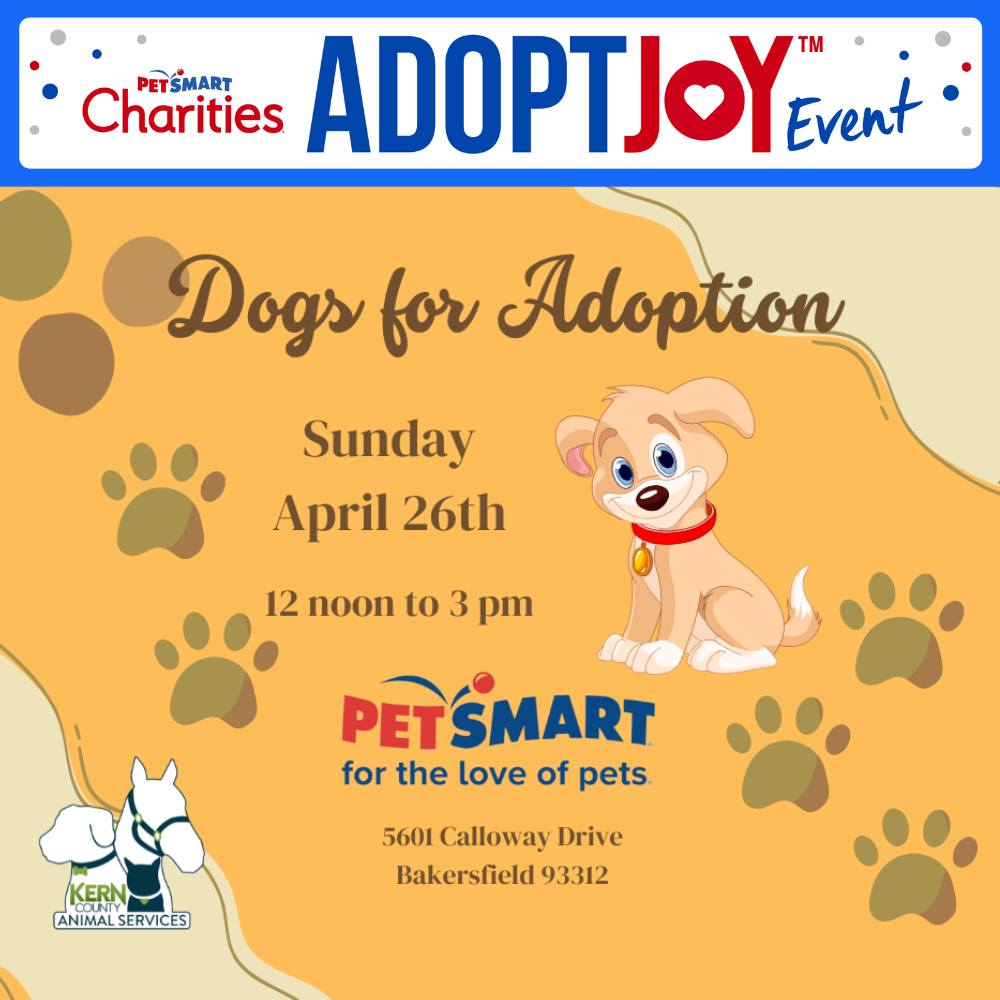 PETSMART
Charities
ADOPTJOY™
Event
Dogs for Adoption
Sunday
April 26th
12 noon to 3 pm
PETSMART
for the love of pets
5601 Calloway Drive
Bakersfield 93312
KERN
COUNTY
ANIMAL SERVICES